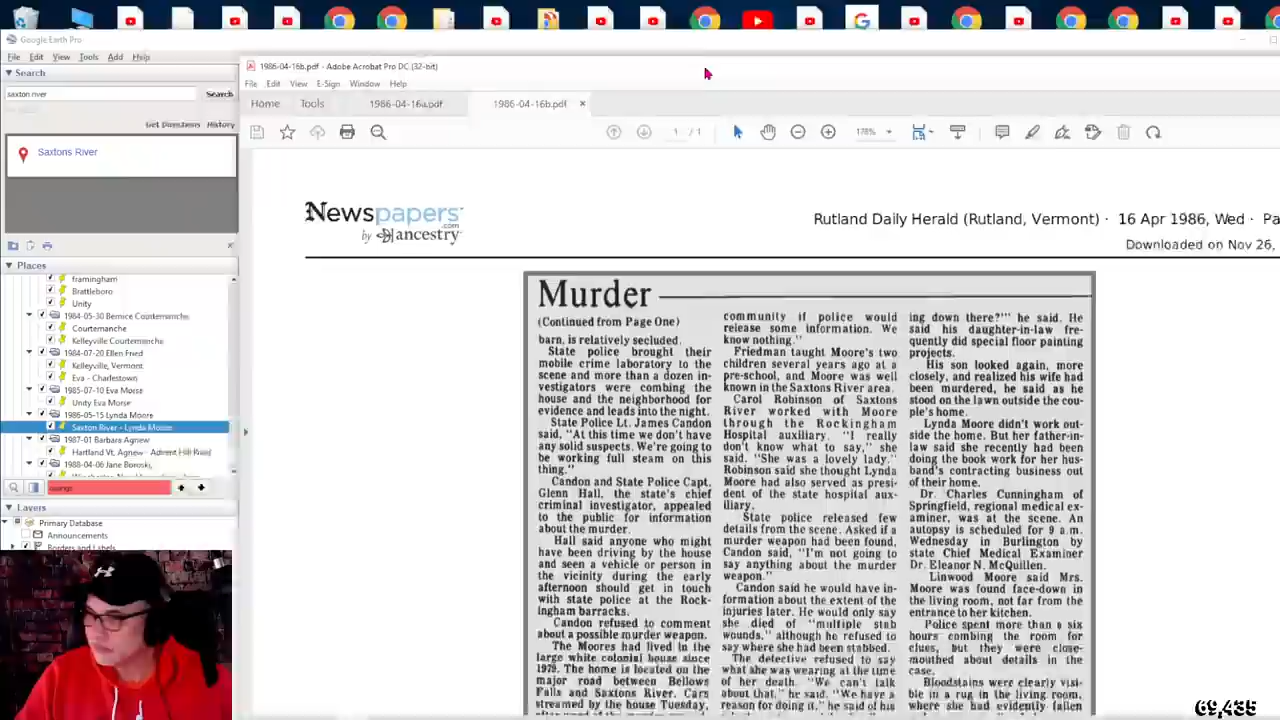 Google Earth Pro
File Edit View Tools Add Help
Search
saxton river
Search
Get Directions History
Saxtons River
Places
framingham
Brattleboro
Unity
1984-05-30 Bernice Courtemanche
Courtemanche
Kelleyville Courtemanche
1984-07-20 Ellen Fried
Kelleyville, Vermont
Eva - Charlestown
1985-07-10 Eva Morse
Unity Eva Morse
1986-05-15 Lynda Moore
Saxton River - Lynda Moore
1987-01 Barbara Agnew
Hartland Vt, Agnew - Advent Hill Road
1988-04-06 Jane Boroski
Layers
Primary Database
Announcements
Borders and Labels
1986-04-16b.pdf - Adobe Acrobat Pro DC (32-bit)
File Edit View E-Sign Window Help
Home Tools 1986-04-16a.pdf 1986-04-16b.pdf
1 / 1
178%
Newspapers.com
by ancestry
Rutland Daily Herald (Rutland, Vermont) · 16 Apr 1986, Wed · Pa
Downloaded on Nov 26,
Murder
(Continued from Page One)
barn, is relatively secluded.
State police brought their
mobile crime laboratory to the
scene and more than a dozen in-
vestigators were combing the
house and the neighborhood for
evidence and leads into the night.
State Police Lt. James Candon
said, "At this time we don't have
any solid suspects. We're going to
be working full steam on this
thing."
Candon and State Police Capt.
Glenn Hall, the state's chief
criminal investigator, appealed
to the public for information
about the murder.
Hall said anyone who might
have been driving by the house
and seen a vehicle or person in
the vicinity during the early
afternoon should get in touch
with state police at the Rock-
ingham barracks.
Candon refused to comment
about a possible murder weapon.
The Moores had lived in the
large white colonial house since
1979. The home is located on the
major road between Bellows
Falls and Saxtons River. Cars
streamed by the house Tuesday,
community if police would
release some information. We
know nothing."
Friedman taught Moore's two
children several years ago at a
pre-school, and Moore was well
known in the Saxtons River area.
Carol Robinson of Saxtons
River worked with Moore
through the Rockingham
Hospital auxiliary. "I really
don't know what to say," she
said. "She was a lovely lady."
Robinson said she thought Lynda
Moore had also served as presi-
dent of the state hospital aux-
iliary.
State police released few
details from the scene. Asked if a
murder weapon had been found,
Candon said, "I'm not going to
say anything about the murder
weapon."
Candon said he would have in-
formation about the extent of the
injuries later. He would only say
she died of "multiple stab
wounds," although he refused to
say where she had been stabbed.
The detective refused to say
what she was wearing at the time
of her death. "We can't talk
about that," he said. "We have a
reason for doing it," he said of his
ing down there?'" he said. He
said his daughter-in-law fre-
quently did special floor painting
projects.
His son looked again, more
closely, and realized his wife had
been murdered, he said as he
stood on the lawn outside the cou-
ple's home.
Lynda Moore didn't work out-
side the home. But her father-in-
law said she recently had been
doing the book work for her hus-
band's contracting business out
of their home.
Dr. Charles Cunningham of
Springfield, regional medical ex-
aminer, was at the scene. An
autopsy is scheduled for 9 a.m.
Wednesday in Burlington by
state Chief Medical Examiner
Dr. Eleanor N. McQuillen.
Linwood Moore said Mrs.
Moore was found face-down in
the living room, not far from the
entrance to her kitchen.
Police spent more than a six
hours combing the room for
clues, but they were close-
mouthed about details in the
case.
Bloodstains were clearly visi-
ble in a rug in the living room,
where she had evidently fallen
69,485